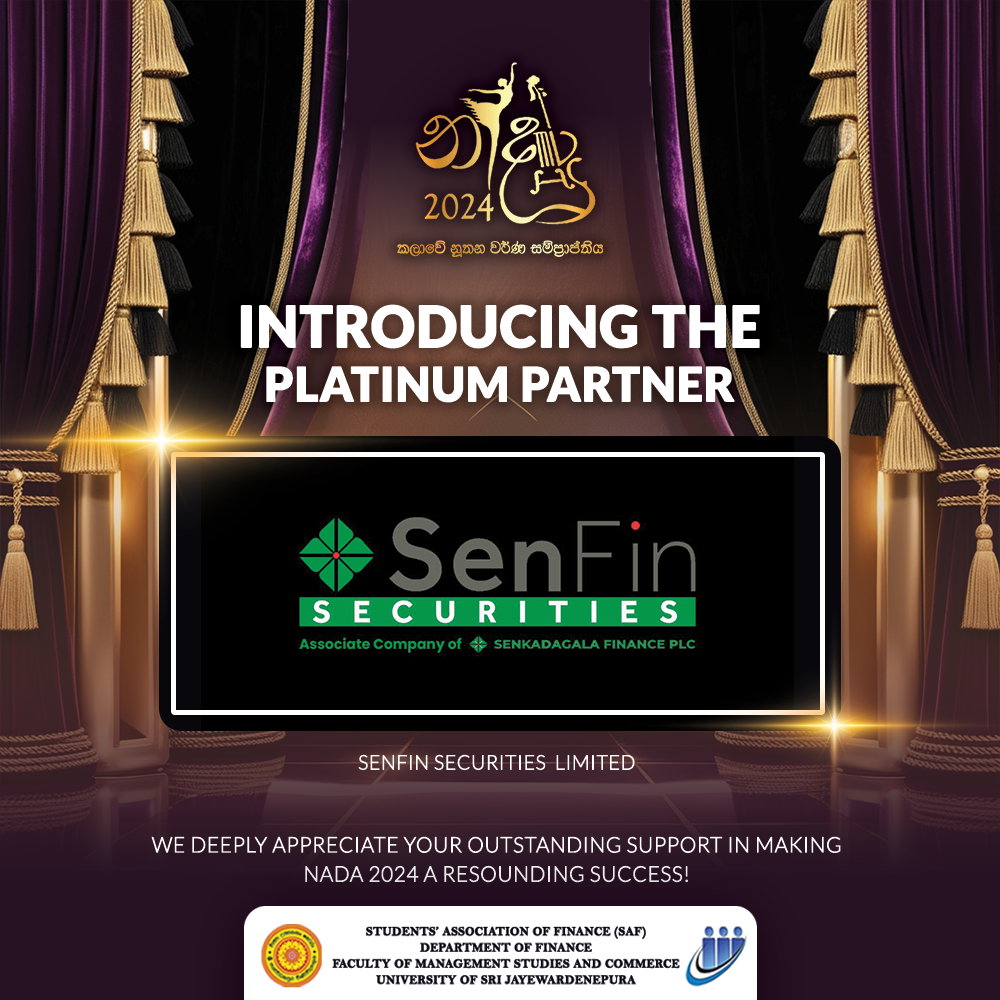 නාද
2024
කලාවේ නූතන වර්ණ සම්ප්‍රාප්තිය
INTRODUCING THE
PLATINUM PARTNER
SenFin
SECURITIES
Associate Company of SENKADAGALA FINANCE PLC
SENFIN SECURITIES LIMITED
WE DEEPLY APPRECIATE YOUR OUTSTANDING SUPPORT IN MAKING
NADA 2024 A RESOUNDING SUCCESS!
STUDENTS' ASSOCIATION OF FINANCE (SAF)
DEPARTMENT OF FINANCE
FACULTY OF MANAGEMENT STUDIES AND COMMERCE
UNIVERSITY OF SRI JAYEWARDENEPURA